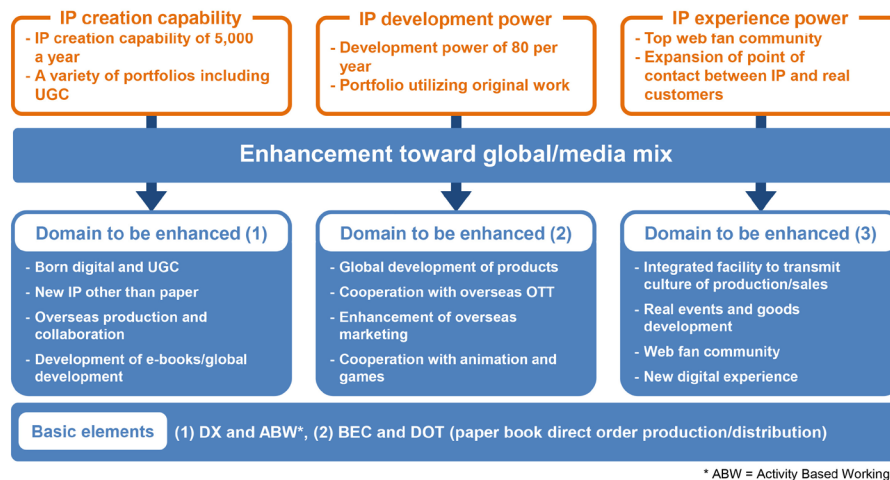 IP creation capability
- IP creation capability of 5,000
a year
- A variety of portfolios including
UGC
IP development power
- Development power of 80 per
year
- Portfolio utilizing original work
IP experience power
- Top web fan community
- Expansion of point of
contact between IP and real
customers
Enhancement toward global/media mix
Domain to be enhanced (1)
- Born digital and UGC
- New IP other than paper
- Overseas production and
collaboration
- Development of e-books/global
development
Domain to be enhanced (2)
- Global development of products
- Cooperation with overseas OTT
- Enhancement of overseas
marketing
- Cooperation with animation and
games
Domain to be enhanced (3)
- Integrated facility to transmit
culture of production/sales
- Real events and goods
development
- Web fan community
- New digital experience
Basic elements
(1) DX and ABW*, (2) BEC and DOT (paper book direct order production/distribution)
* ABW = Activity Based Working